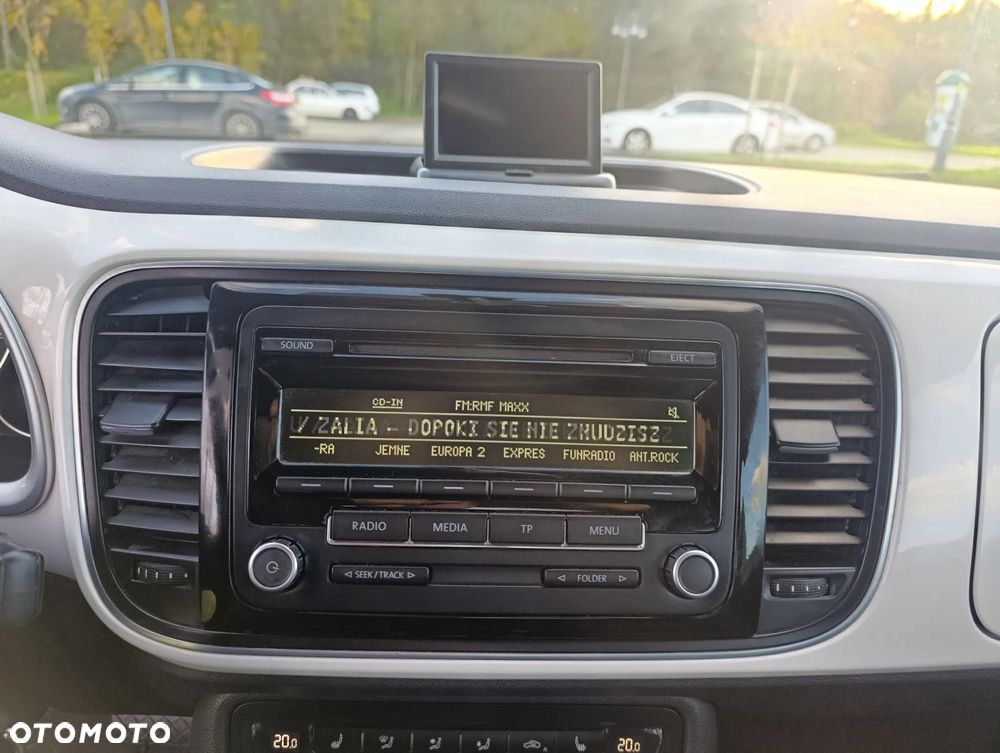 SOUND
EJECT
CD-IN FM:RMF MAXX
ZALIA - DOPOKI SIE NIE ZNUDZISZ
-RA JEMNE EUROPA 2 EXPRES FUNRADIO ANT.ROCK
RADIO MEDIA TP MENU
SEEK/TRACK FOLDER
20.0 20.0
OTOMOTO